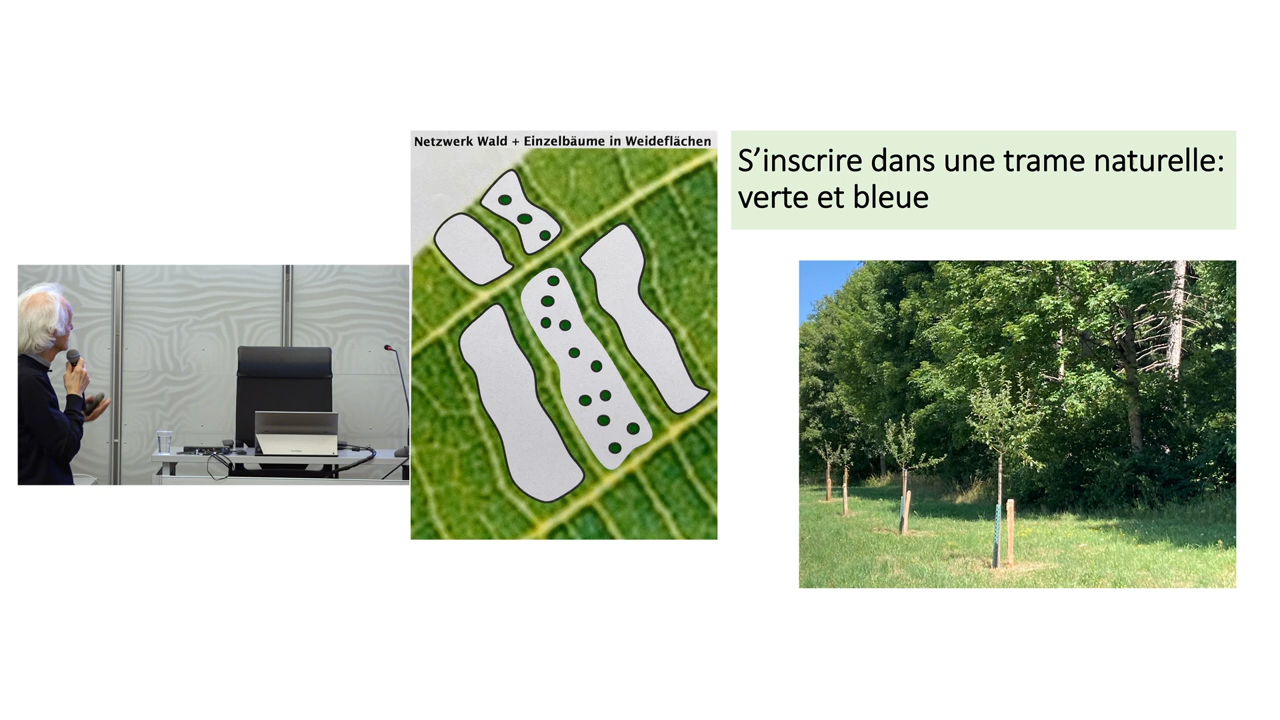 Netzwerk Wald + Einzelbäume in Weideflächen
S’inscrire dans une trame naturelle:
verte et bleue